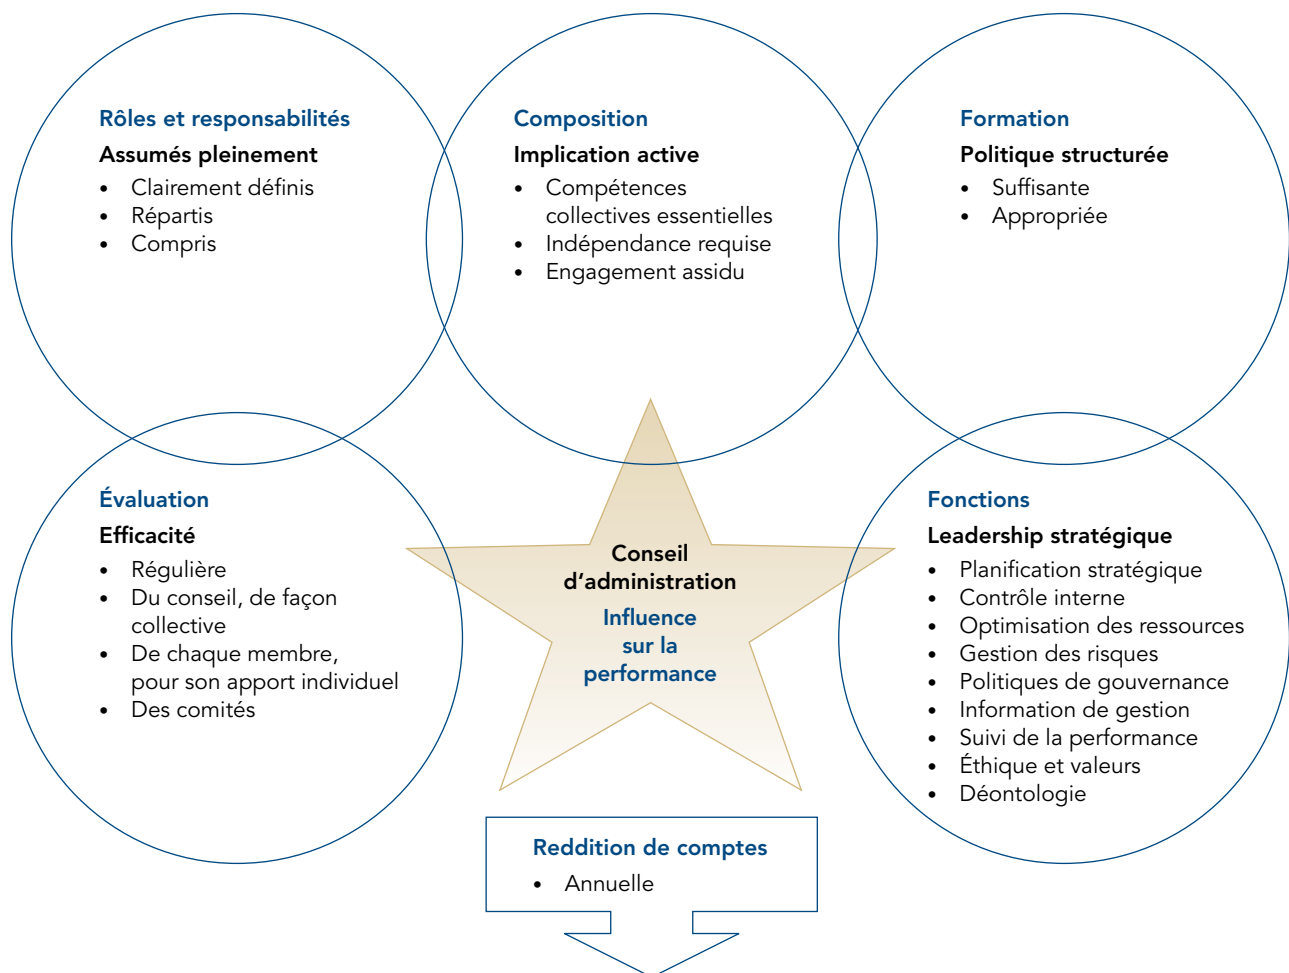 Rôles et responsabilités
Assumés pleinement
• Clairement définis
• Répartis
• Compris
Composition
Implication active
• Compétences
collectives essentielles
• Indépendance requise
• Engagement assidu
Formation
Politique structurée
• Suffisante
• Appropriée
Évaluation
Efficacité
• Régulière
• Du conseil, de façon
collective
• De chaque membre,
pour son apport individuel
• Des comités
Conseil
d‘administration
Influence
sur la
performance
Fonctions
Leadership stratégique
• Planification stratégique
• Contrôle interne
• Optimisation des ressources
• Gestion des risques
• Politiques de gouvernance
• Information de gestion
• Suivi de la performance
• Éthique et valeurs
• Déontologie
Reddition de comptes
• Annuelle